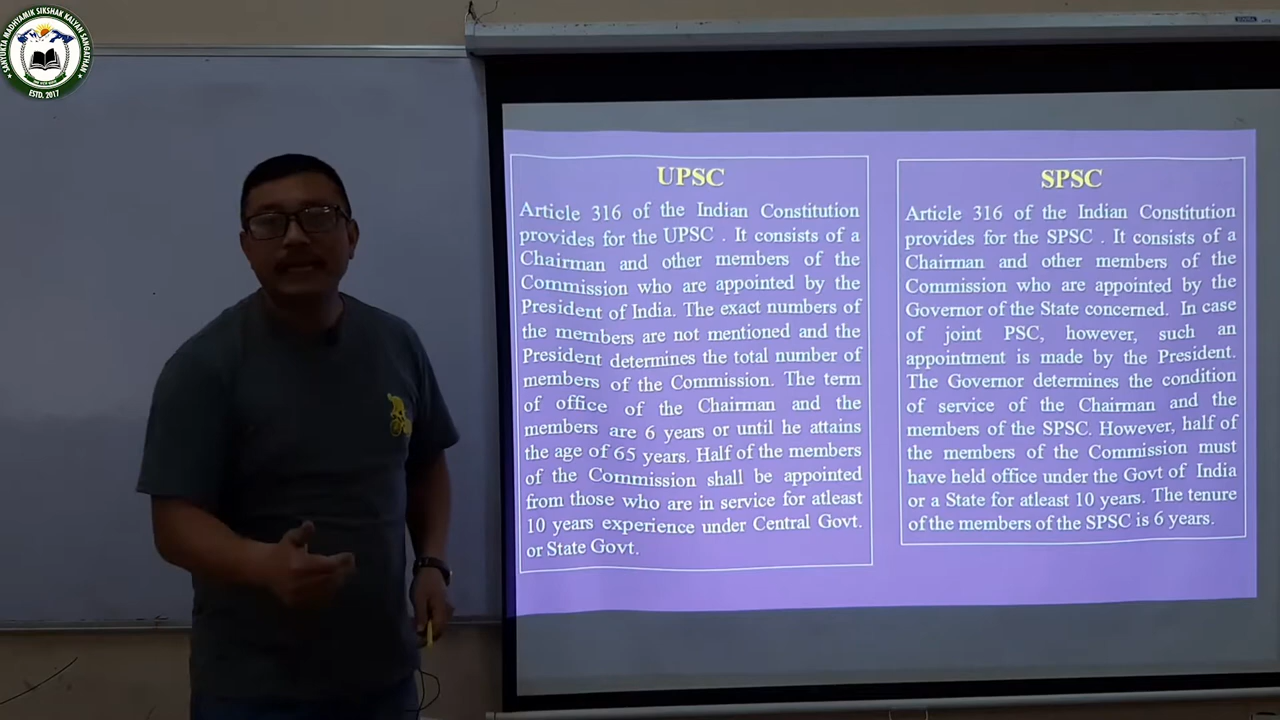 SANYUKTA MADHYAMIK SIKSHAK KALYAN SANGATHAN
ESTD. 2017
UPSC
Article 316 of the Indian Constitution
provides for the UPSC . It consists of a
Chairman and other members of the
Commission who are appointed by the
President of India. The exact numbers of
the members are not mentioned and the
President determines the total number of
members of the Commission. The term
of office of the Chairman and the
members are 6 years or until he attains
the age of 65 years. Half of the members
of the Commission shall be appointed
from those who are in service for atleast
10 years experience under Central Govt.
or State Govt.
SPSC
Article 316 of the Indian Constitution
provides for the SPSC . It consists of a
Chairman and other members of the
Commission who are appointed by the
Governor of the State concerned. In case
of joint PSC, however, such an
appointment is made by the President.
The Governor determines the condition
of service of the Chairman and the
members of the SPSC. However, half of
the members of the Commission must
have held office under the Govt of India
or a State for atleast 10 years. The tenure
of the members of the SPSC is 6 years.